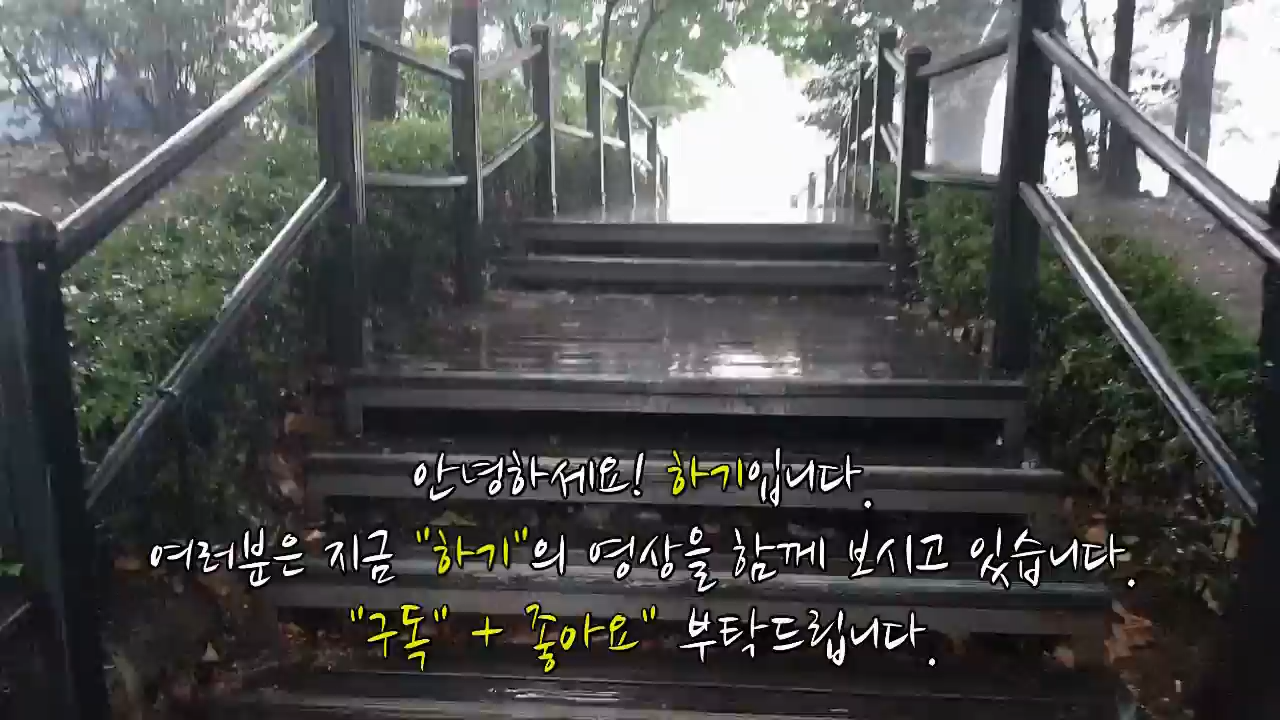 안녕하세요! 하기입니다.
여러분은 지금 "하기"의 영상을 함께 보시고 있습니다.
"구독" + 좋아요" 부탁드립니다.